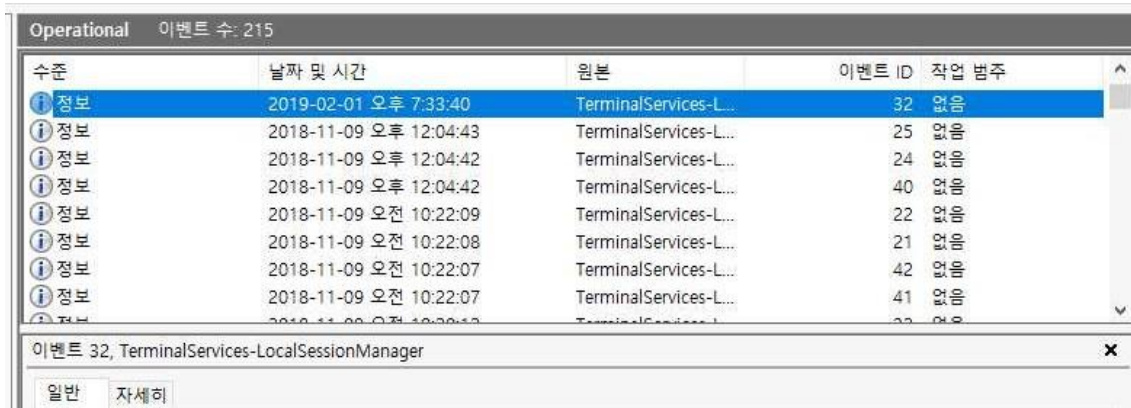 Operational 이벤트 수: 215
수준 날짜 및 시간 원본 이벤트 ID 작업 범주
정보 2019-02-01 오후 7:33:40 TerminalServices-L... 32 없음
정보 2018-11-09 오후 12:04:43 TerminalServices-L... 25 없음
정보 2018-11-09 오후 12:04:42 TerminalServices-L... 24 없음
정보 2018-11-09 오후 12:04:42 TerminalServices-L... 40 없음
정보 2018-11-09 오전 10:22:09 TerminalServices-L... 22 없음
정보 2018-11-09 오전 10:22:08 TerminalServices-L... 21 없음
정보 2018-11-09 오전 10:22:07 TerminalServices-L... 42 없음
정보 2018-11-09 오전 10:22:07 TerminalServices-L... 41 없음
이벤트 32, TerminalServices-LocalSessionManager
일반 자세히